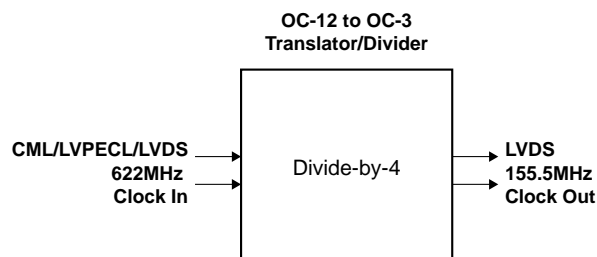 OC-12 to OC-3
Translator/Divider
CML/LVPECL/LVDS
622MHz
Clock In
Divide-by-4
LVDS
155.5MHz
Clock Out